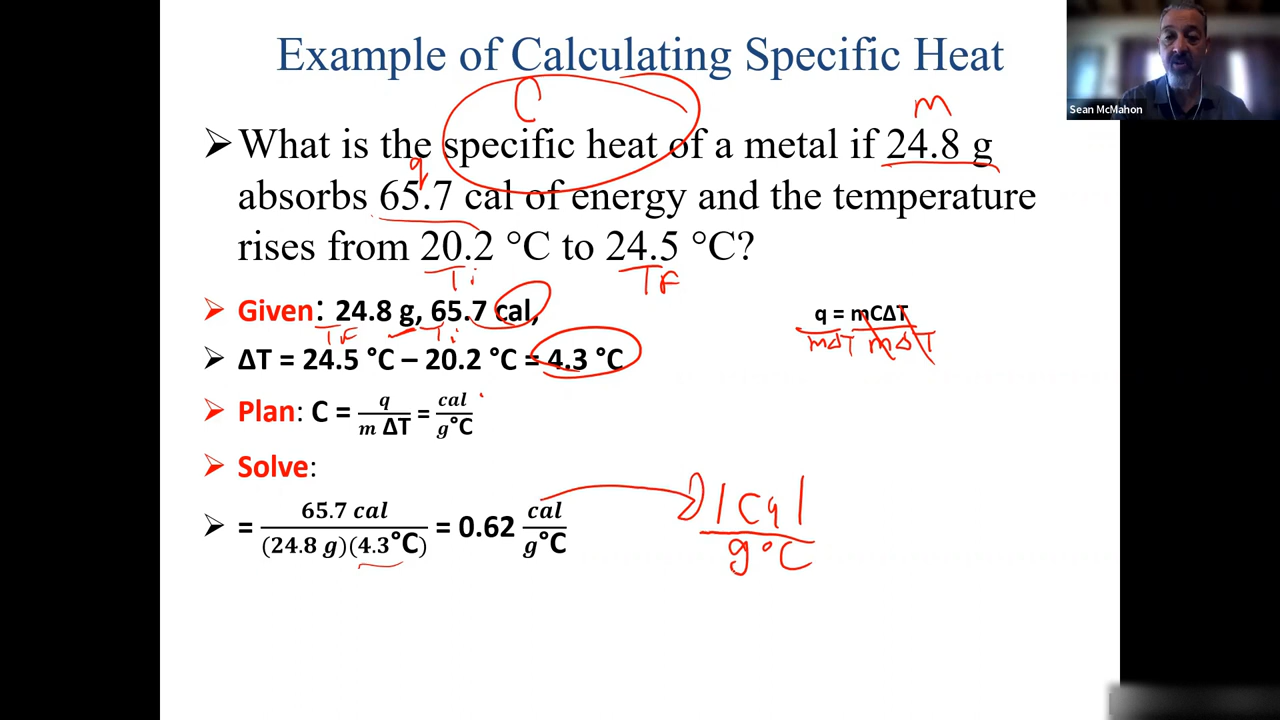 Example of Calculating Specific Heat
Sean McMahon
C
m
➢What is the specific heat of a metal if 24.8 g
q
absorbs 65.7 cal of energy and the temperature
rises from 20.2 °C to 24.5 °C?
Ti
TF
➢ Given: 24.8 g, 65.7 cal,
q = mCΔT
TF
Ti
mΔT mΔT
➢ ΔT = 24.5 °C – 20.2 °C = 4.3 °C
➢ Plan: C = q / m ΔT = cal / g°C
➢ Solve:
➢ = 65.7 cal / (24.8 g)(4.3°C) = 0.62 cal / g°C
1 Cal
g°C